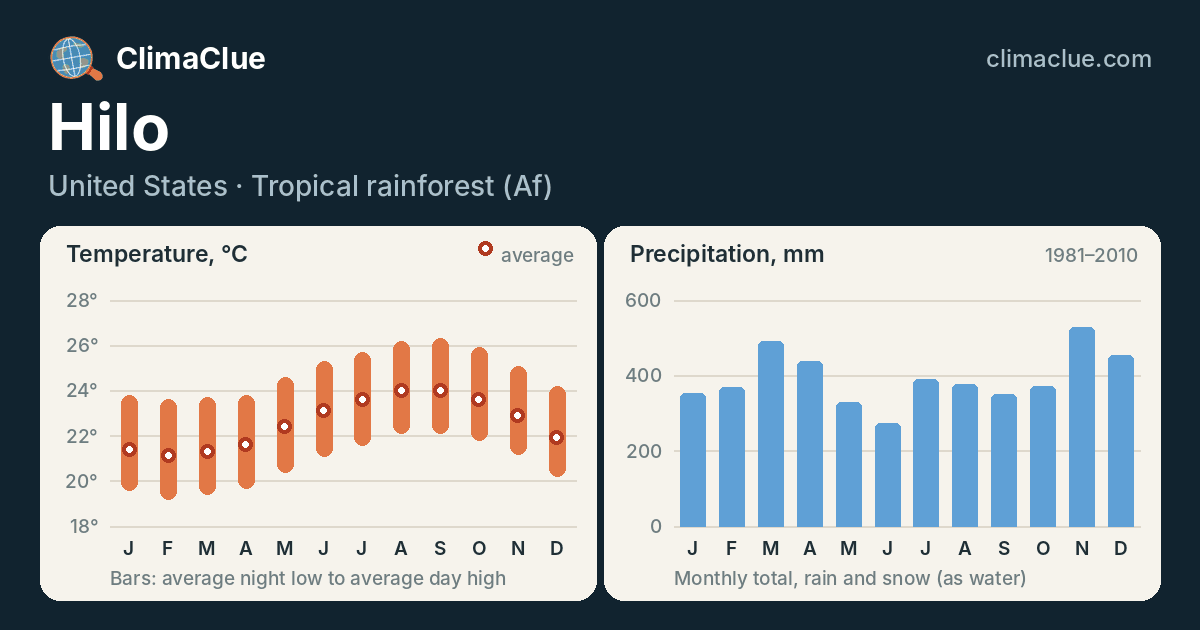 ClimaClue
climaclue.com
Hilo
United States · Tropical rainforest (Af)
Temperature, °C
average
28°
26°
24°
22°
20°
18°
J F M A M J J A S O N D
Bars: average night low to average day high
Precipitation, mm
1981–2010
600
400
200
0
J F M A M J J A S O N D
Monthly total, rain and snow (as water)